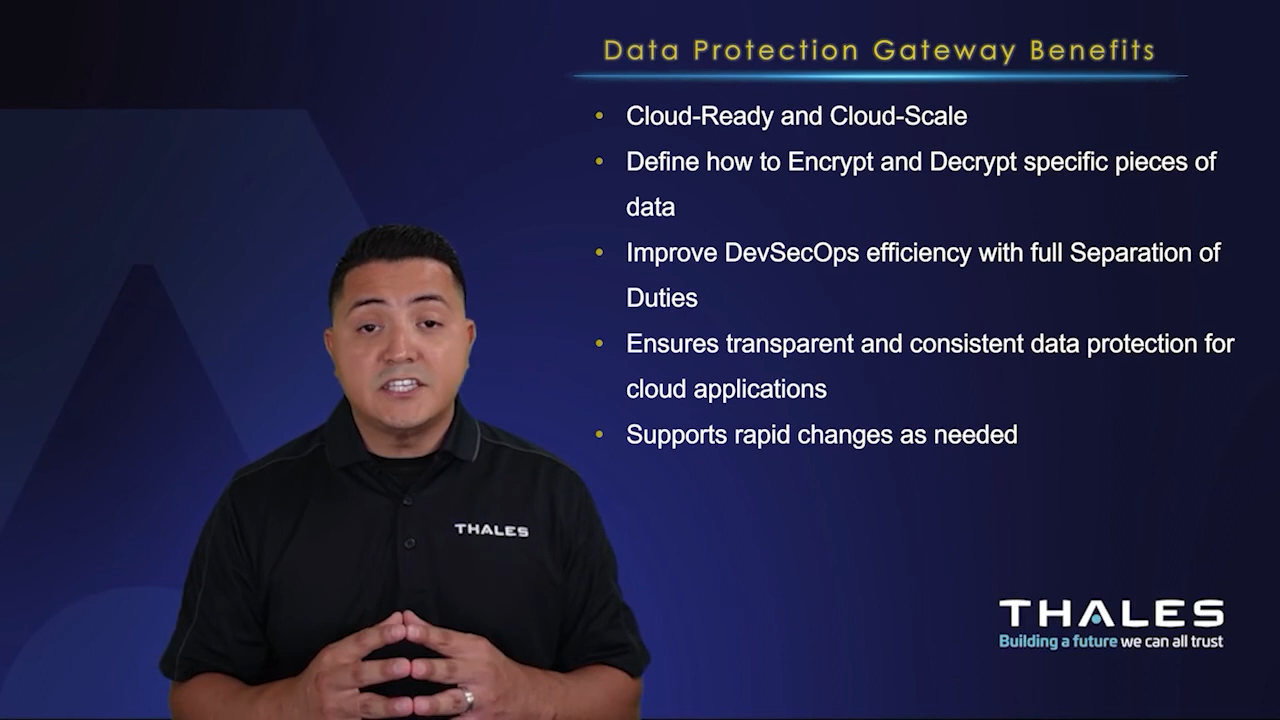 Data Protection Gateway Benefits
• Cloud-Ready and Cloud-Scale
• Define how to Encrypt and Decrypt specific pieces of
data
• Improve DevSecOps efficiency with full Separation of
Duties
• Ensures transparent and consistent data protection for
cloud applications
• Supports rapid changes as needed
THALES
THALES
Building a future we can all trust